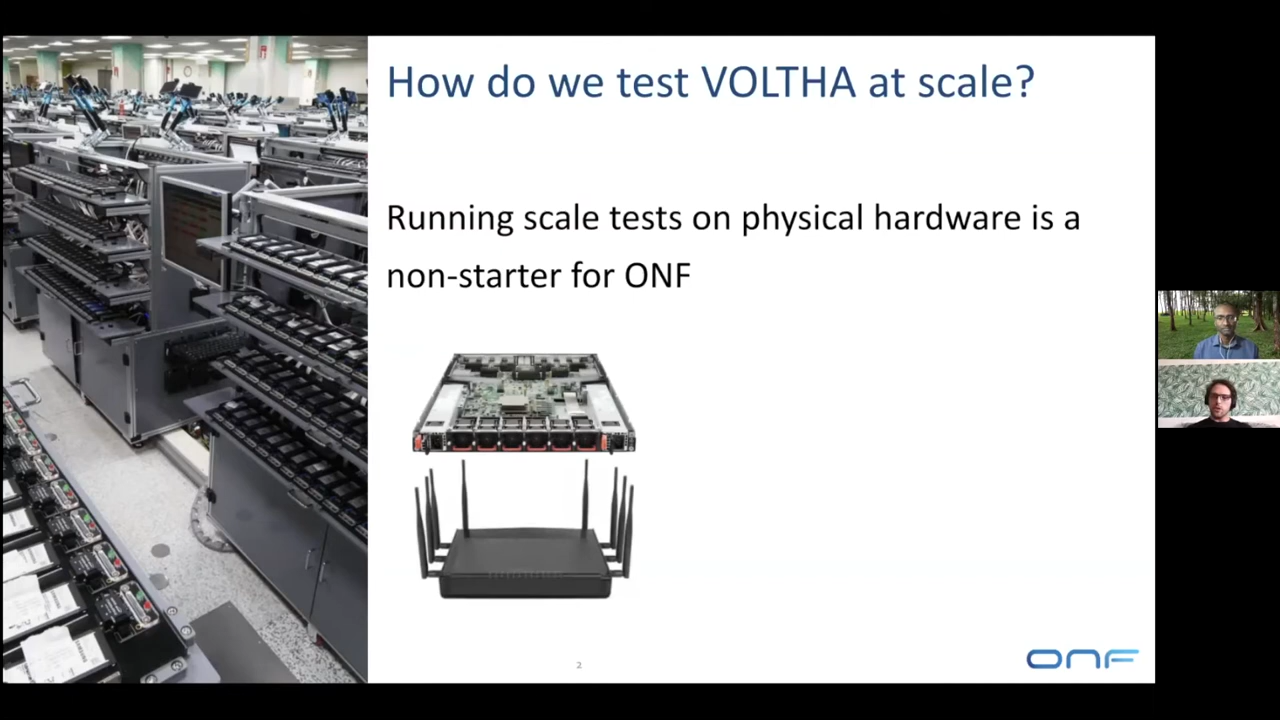 How do we test VOLTHA at scale?
Running scale tests on physical hardware is a
non-starter for ONF
2
ONF